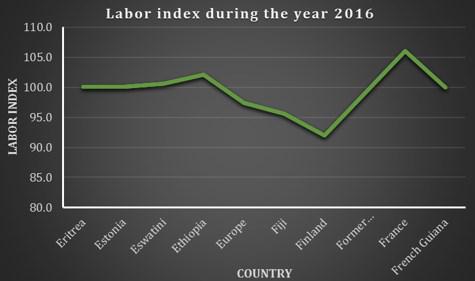 Labor index during the year 2016
110.0
105.0
100.0
95.0
90.0
85.0
80.0
LABOR INDEX
Eritrea
Estonia
Eswatini
Ethiopia
Europe
Fiji
Finland
Former...
France
French Guiana
COUNTRY